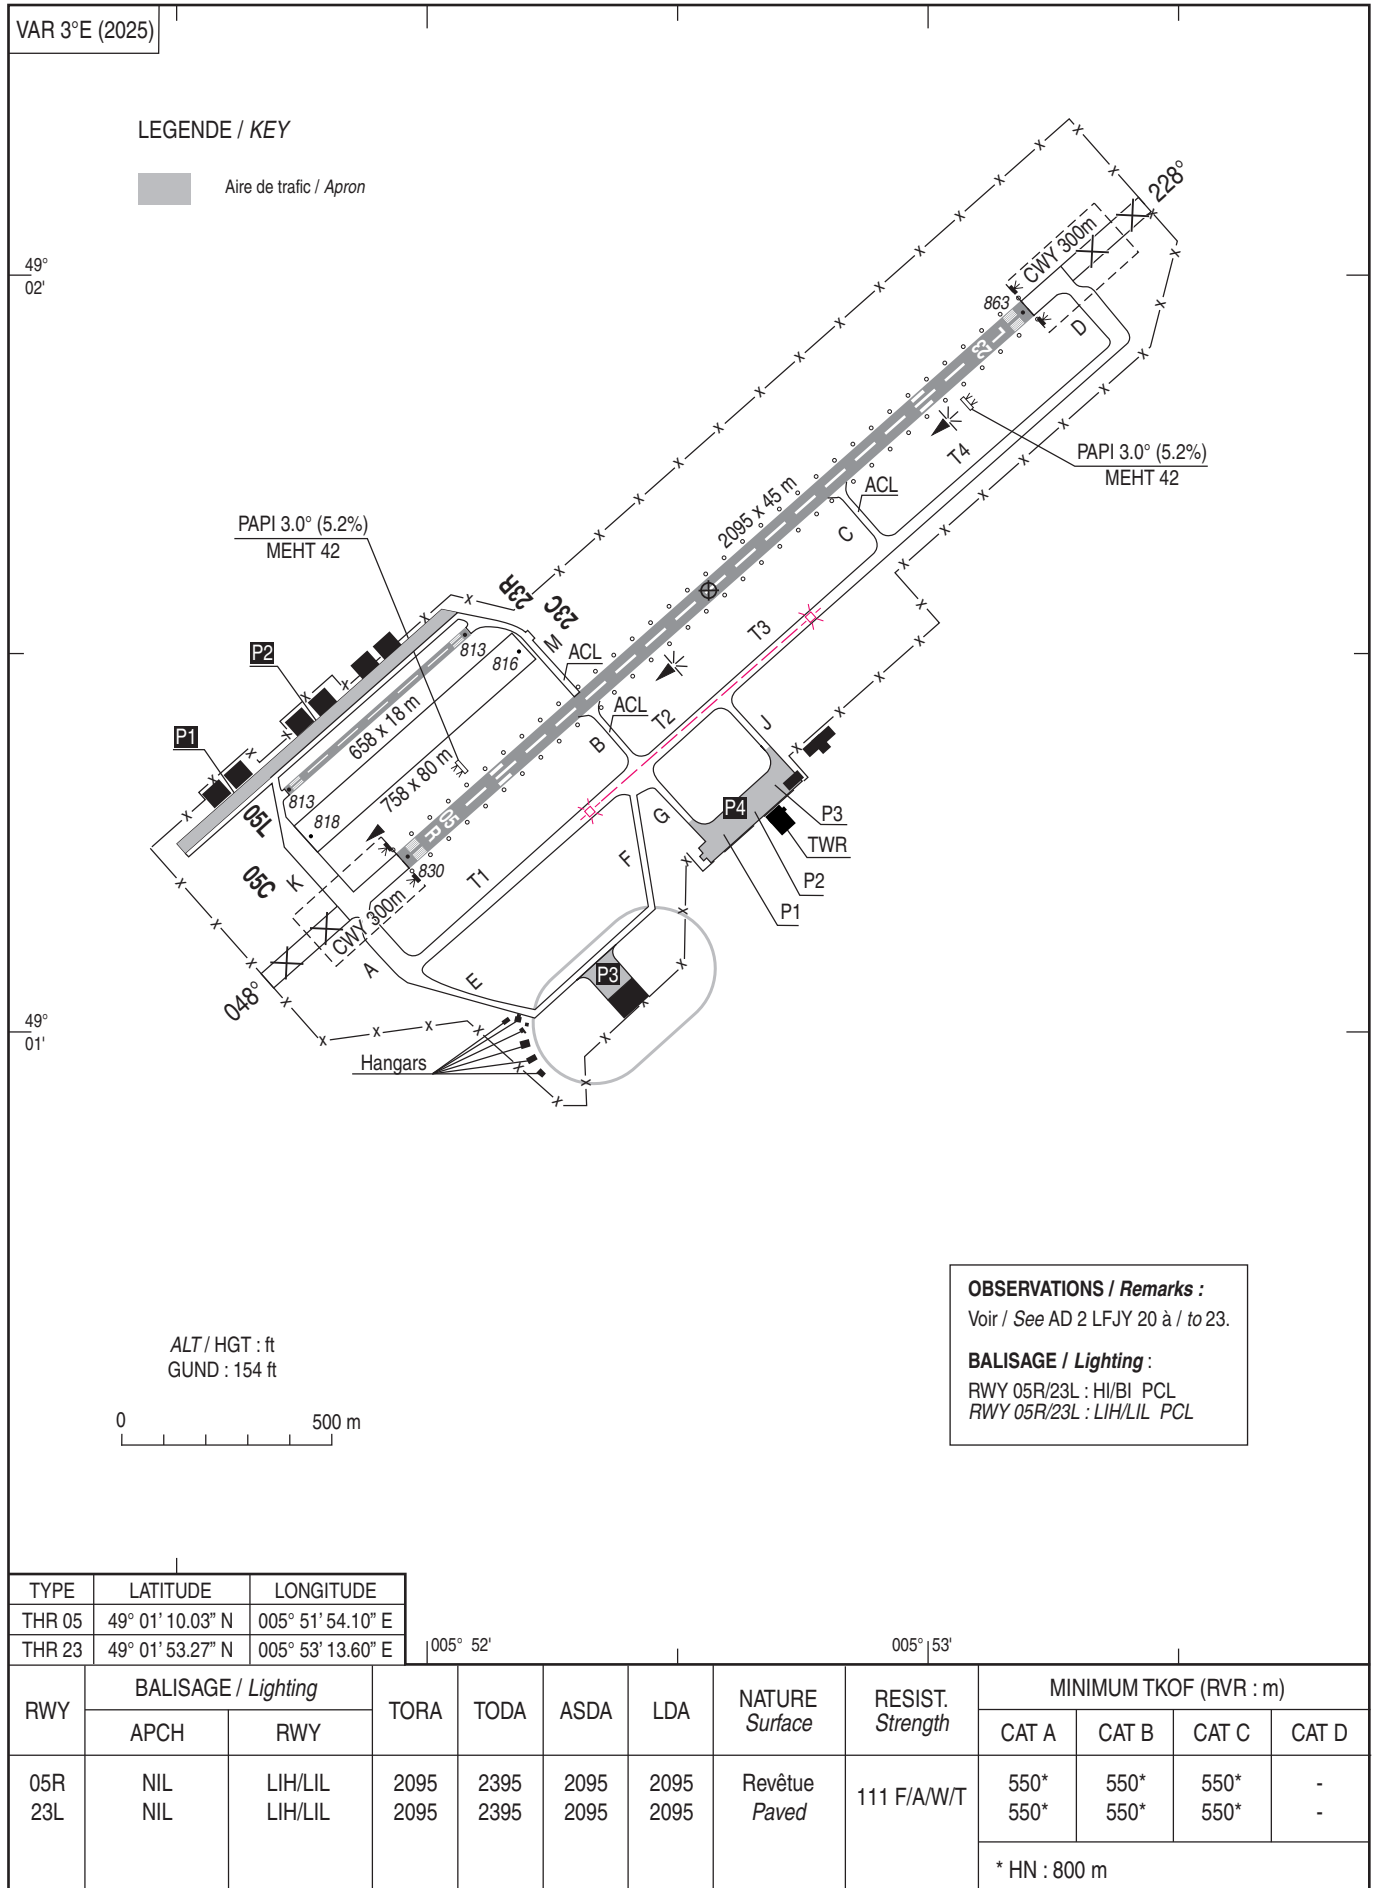 VAR 3°E (2025)
LEGENDE / KEY
Aire de trafic / Apron
228°
CWY 300m
49°
02'
863
23 L
D
PAPI 3.0° (5.2%)
MEHT 42
T4
ACL
2095 x 45 m
C
PAPI 3.0° (5.2%)
MEHT 42
23R
23C
M
T3
P2
813
816
ACL
ACL
T2
J
P1
658 x 18 m
B
758 x 80 m
813
818
05L
05 R
G
P4
P3
TWR
830
F
P2
05C
K
T1
P1
CWY 300m
A
E
P3
048°
49°
01'
Hangars
OBSERVATIONS / Remarks :
Voir / See AD 2 LFJY 20 à / to 23.
BALISAGE / Lighting :
RWY 05R/23L : HI/BI PCL
RWY 05R/23L : LIH/LIL PCL
ALT / HGT : ft
GUND : 154 ft
0 500 m
TYPE LATITUDE LONGITUDE
THR 05 49° 01' 10.03" N 005° 51' 54.10" E
THR 23 49° 01' 53.27" N 005° 53' 13.60" E
005° 52' 005° 53'
RWY BALISAGE / Lighting TORA TODA ASDA LDA NATURE RESIST. MINIMUM TKOF (RVR : m)
Surface Strength
APCH RWY CAT A CAT B CAT C CAT D
05R NIL LIH/LIL 2095 2395 2095 2095 Revêtue 111 F/A/W/T 550* 550* 550* -
23L NIL LIH/LIL 2095 2395 2095 2095 Paved 550* 550* 550* -
* HN : 800 m